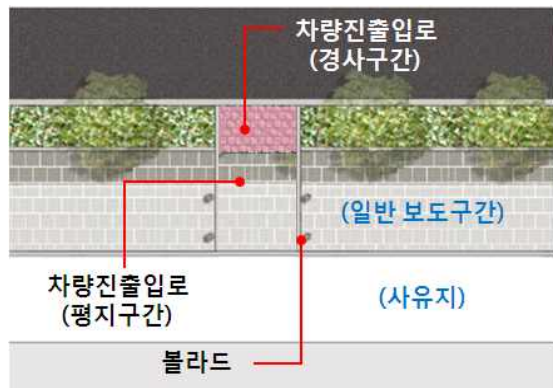 차량진출입로
(경사구간)
(일반 보도구간)
차량진출입로
(평지구간)
(사유지)
볼라드